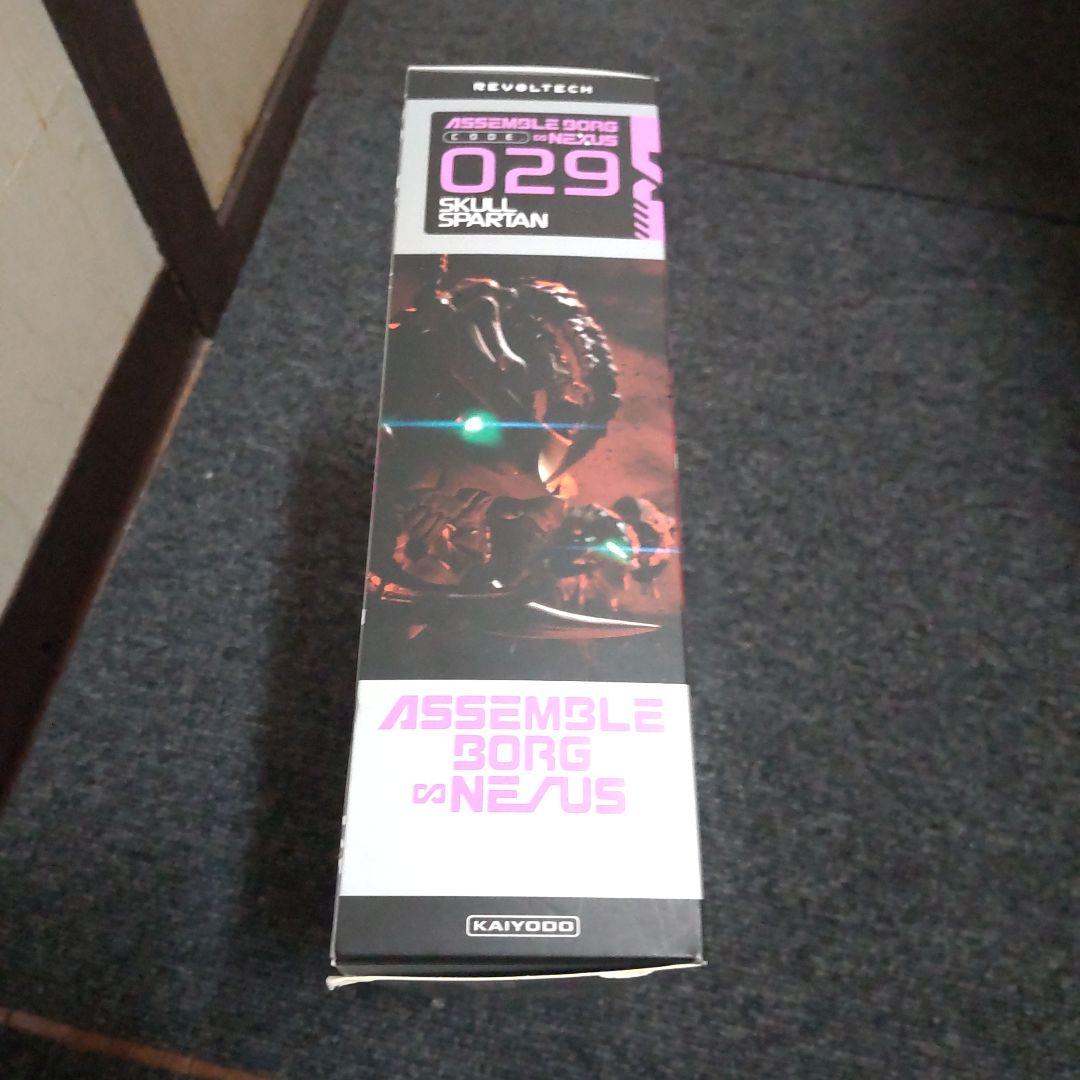 REVOLTECH
ASSEMBLE BORG
CODE ∞NEXUS
029
SKULL
SPARTAN
ASSEMBLE
BORG
∞NEXUS
KAIYODO